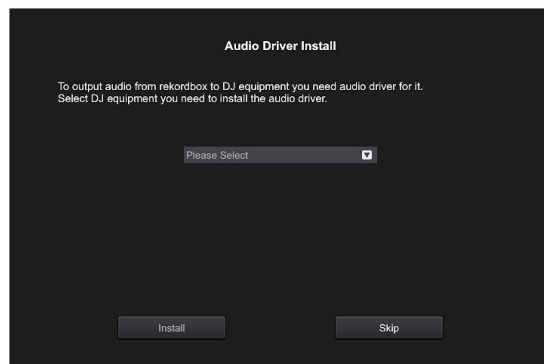 Audio Driver Install
To output audio from rekordbox to DJ equipment you need audio driver for it.
Select DJ equipment you need to install the audio driver.
Please Select
Install
Skip